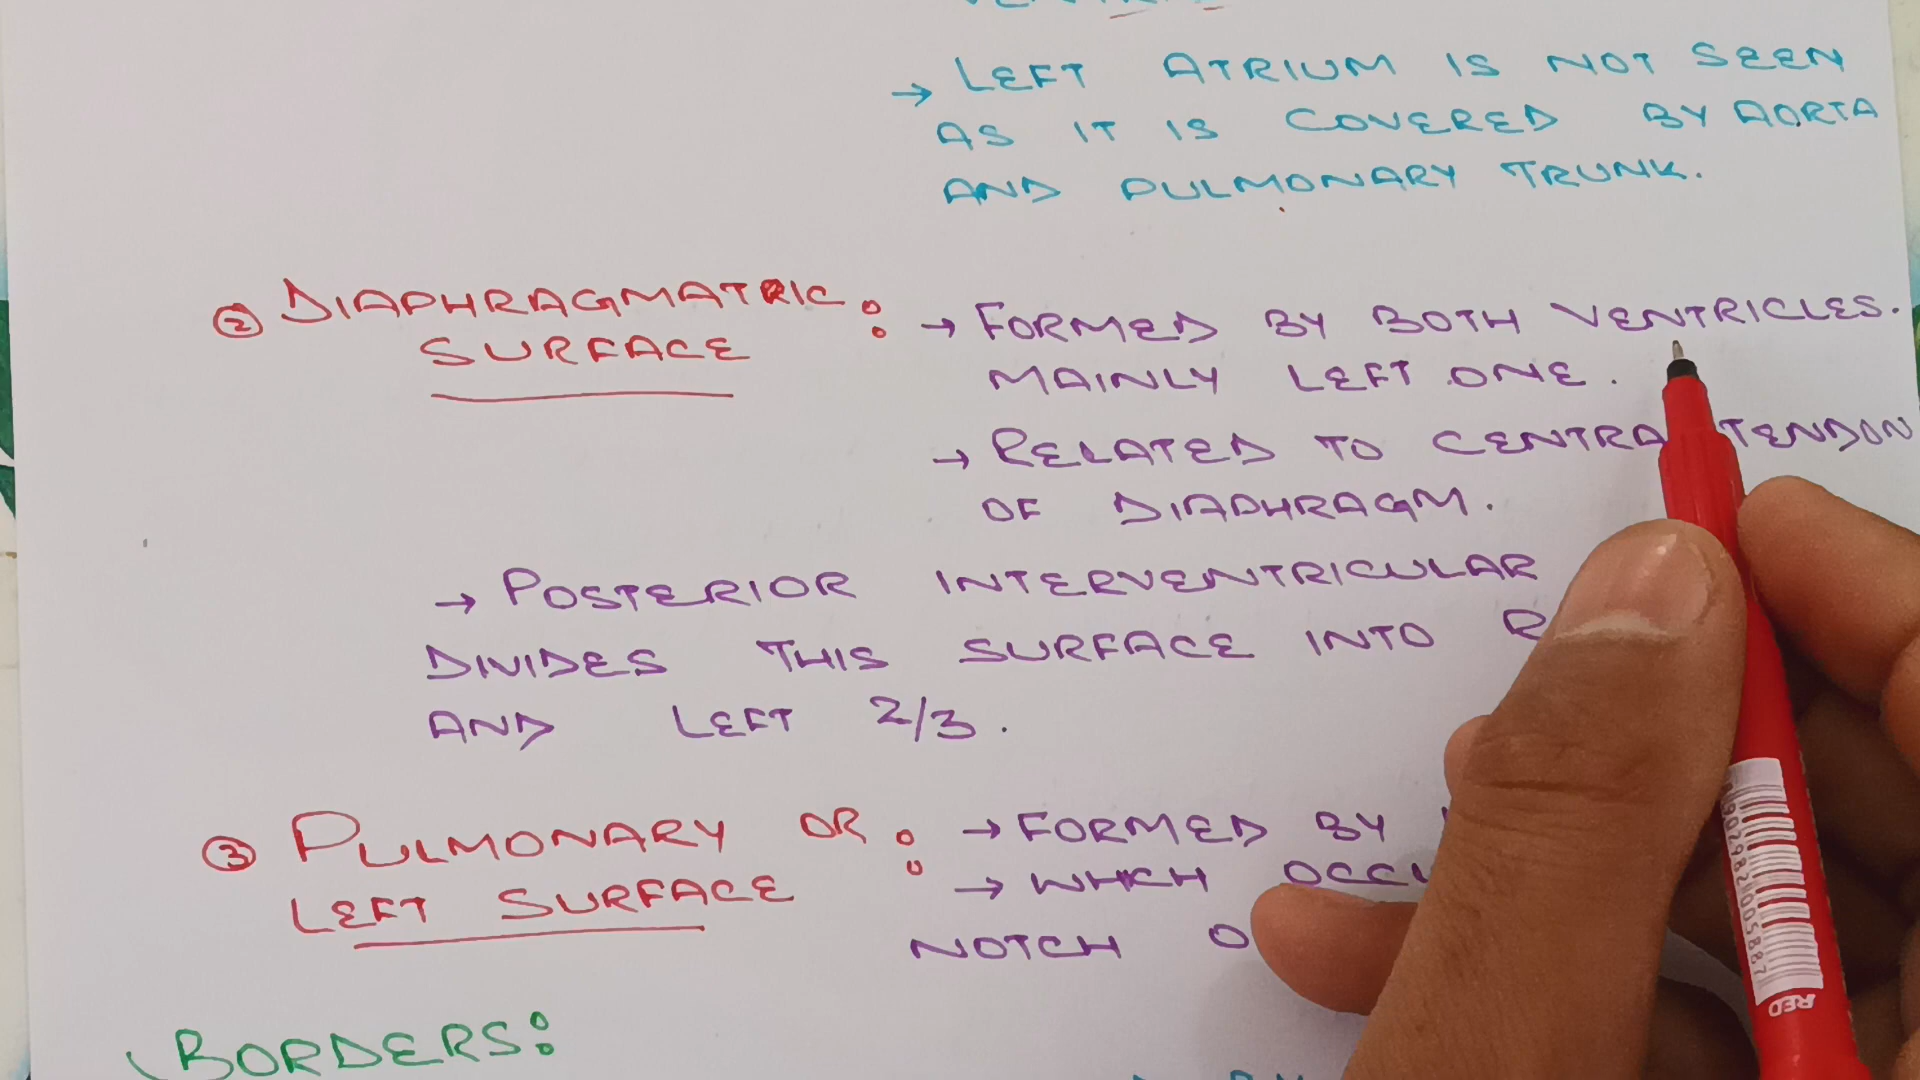 → LEFT ATRIUM IS NOT SEEN
AS IT IS COVERED BY AORTA
AND PULMONARY TRUNK.
② DIAPHRAGMATRIC :
SURFACE
→ FORMED BY BOTH VENTRICLES.
MAINLY LEFT ONE.
→ RELATED TO CENTRA TENDON
OF DIAPHRAGM.
→ POSTERIOR INTERVENTRICULAR
DIVIDES THIS SURFACE INTO R
AND LEFT 2/3.
③ PULMONARY OR :
LEFT SURFACE
→ FORMED BY
→ WHICH OCCU
NOTCH O
BORDERS:
RED